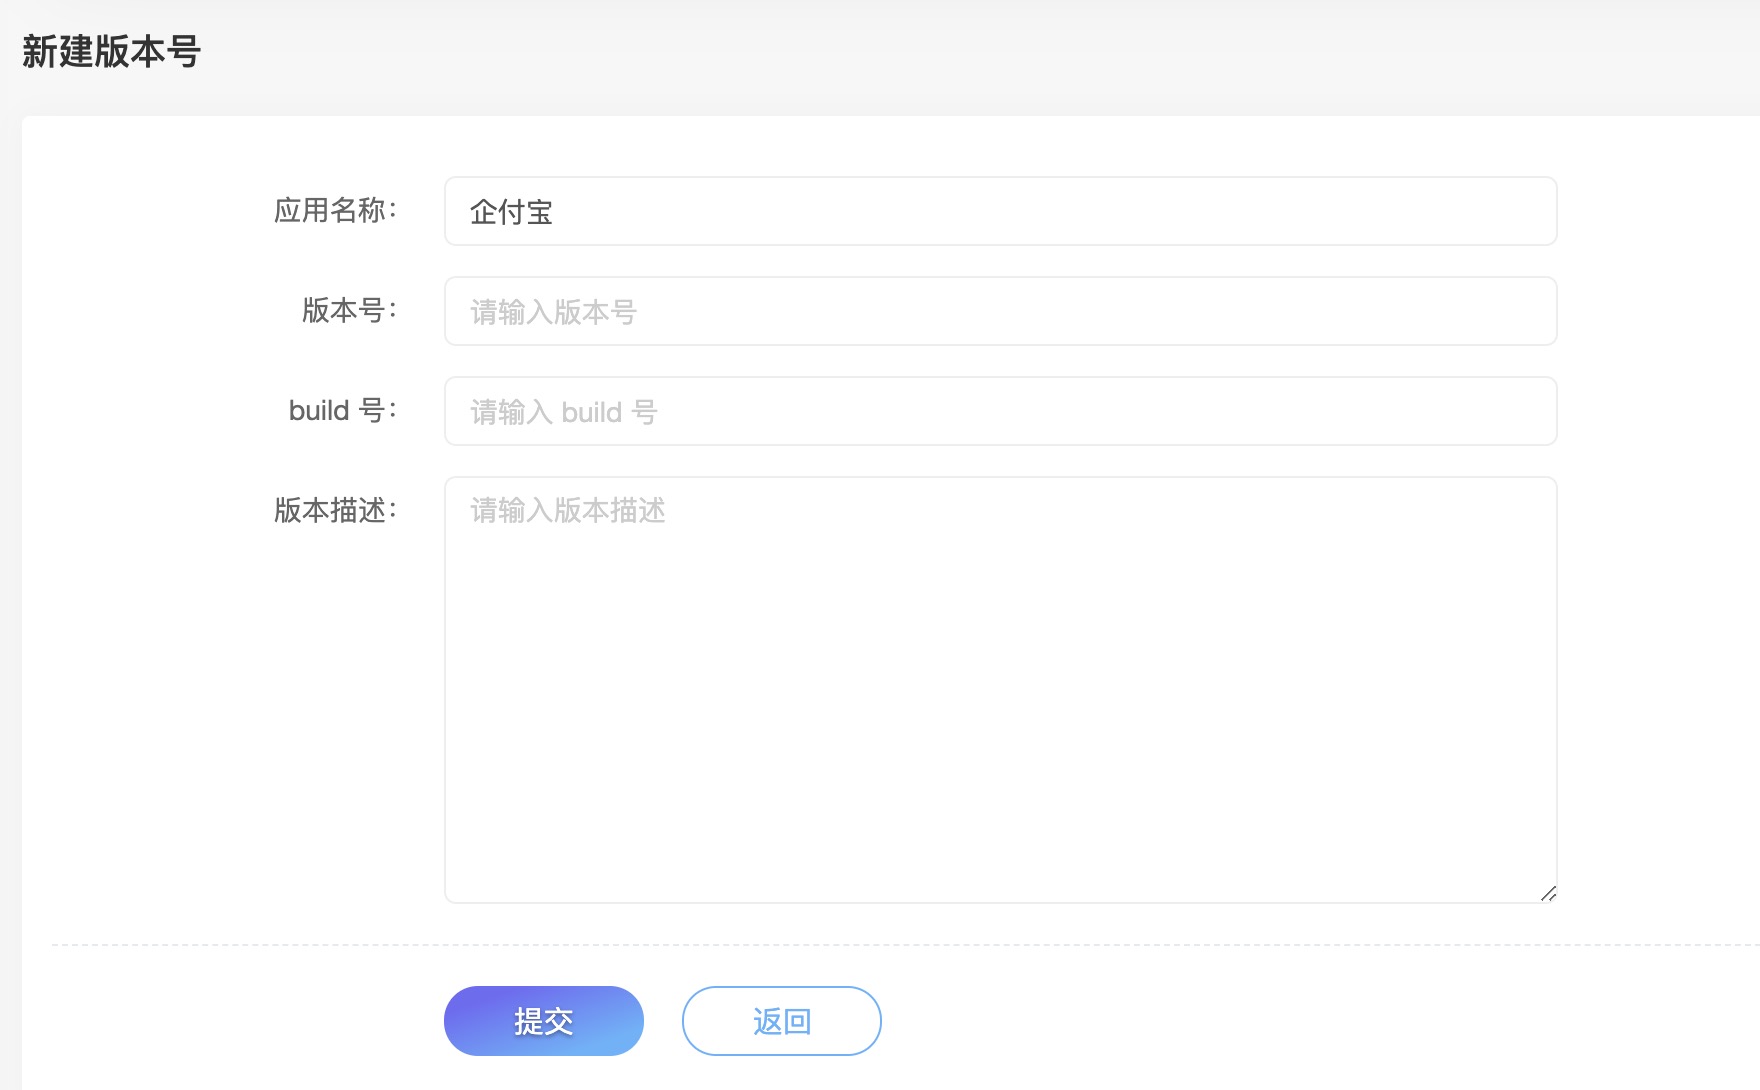 新建版本号
应用名称：
企付宝
版本号：
请输入版本号
build 号：
请输入 build 号
版本描述：
请输入版本描述
提交
返回